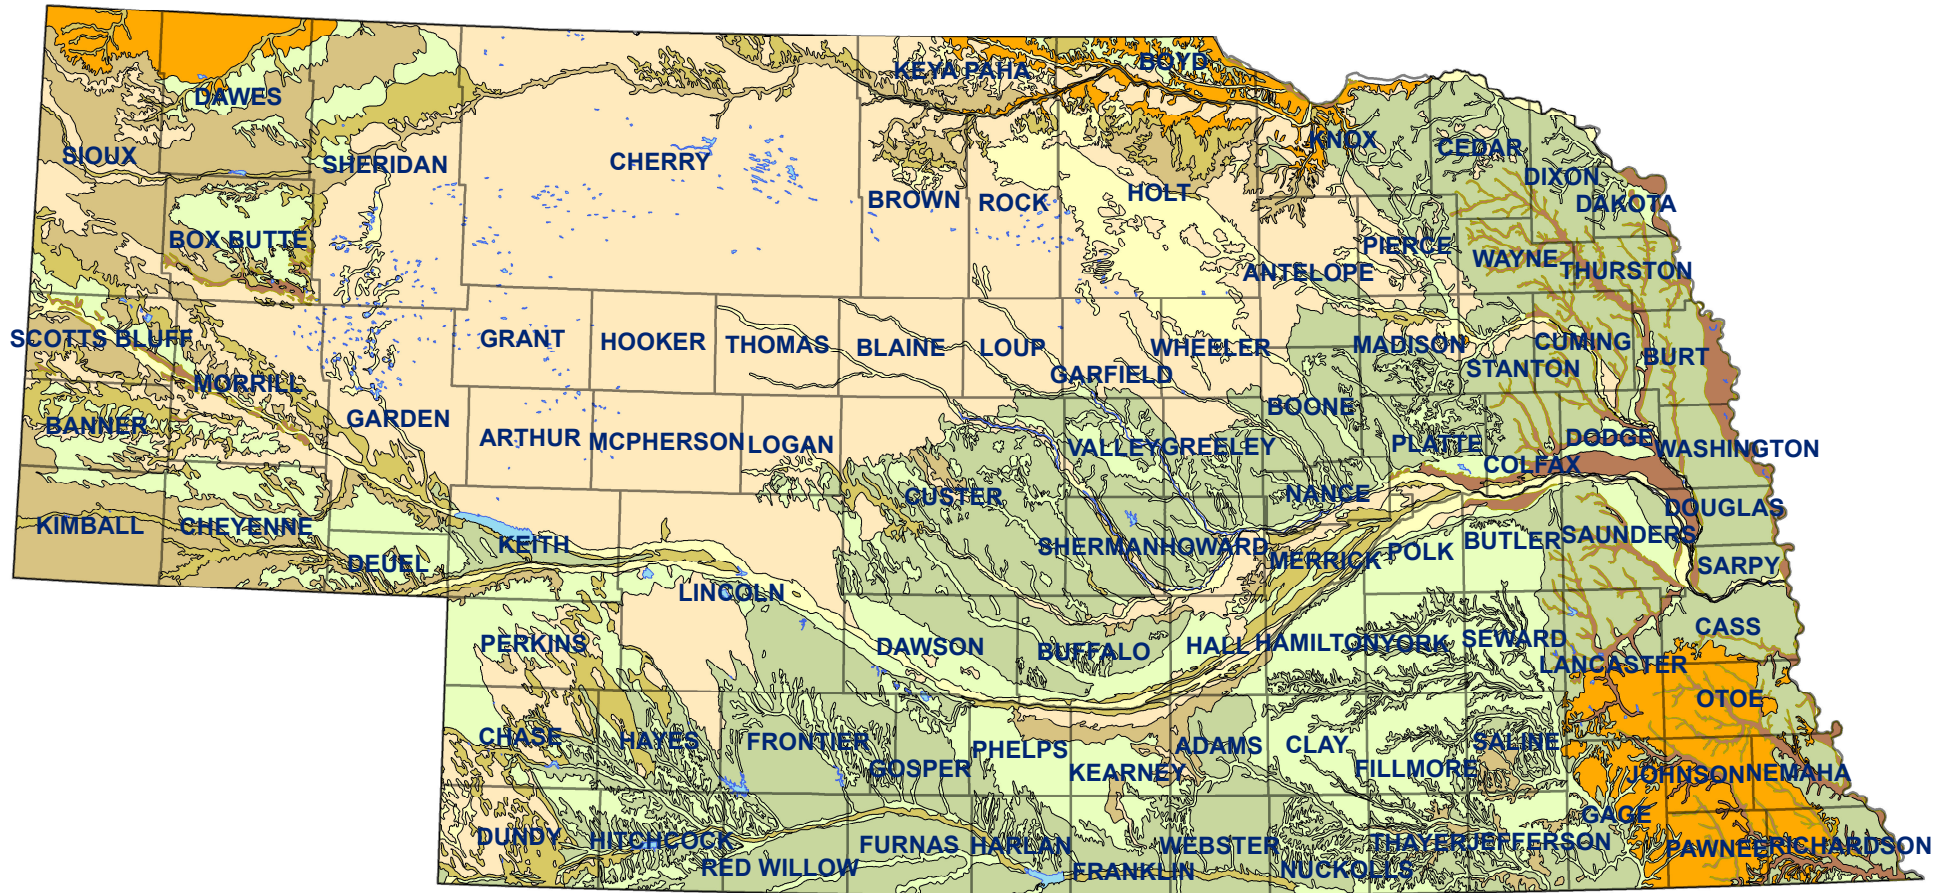 BOYD
KEYA PAHA
DAWES
KNOX
CEDAR
SIOUX
SHERIDAN
CHERRY
DIXON
BROWN
ROCK
HOLT
DAKOTA
BOX BUTTE
PIERCE
WAYNE
THURSTON
ANTELOPE
SCOTTS BLUFF
GRANT
HOOKER
THOMAS
BLAINE
LOUP
WHEELER
MADISON
CUMING
BURT
STANTON
GARFIELD
MORRILL
BOONE
GARDEN
BANNER
ARTHUR
MCPHERSON
LOGAN
VALLEY
GREELEY
PLATTE
DODGE
WASHINGTON
COLFAX
CUSTER
NANCE
DOUGLAS
KIMBALL
CHEYENNE
KEITH
SHERMAN
HOWARD
MERRICK
POLK
BUTLER
SAUNDERS
DEUEL
SARPY
LINCOLN
CASS
PERKINS
DAWSON
BUFFALO
HALL
HAMILTON
YORK
SEWARD
LANCASTER
OTOE
CHASE
HAYES
FRONTIER
PHELPS
ADAMS
CLAY
SALINE
GOSPER
KEARNEY
FILLMORE
JOHNSON
NEMAHA
GAGE
DUNDY
HITCHCOCK
FURNAS
HARLAN
WEBSTER
THAYER
JEFFERSON
PAWNEE
RICHARDSON
RED WILLOW
FRANKLIN
NUCKOLLS